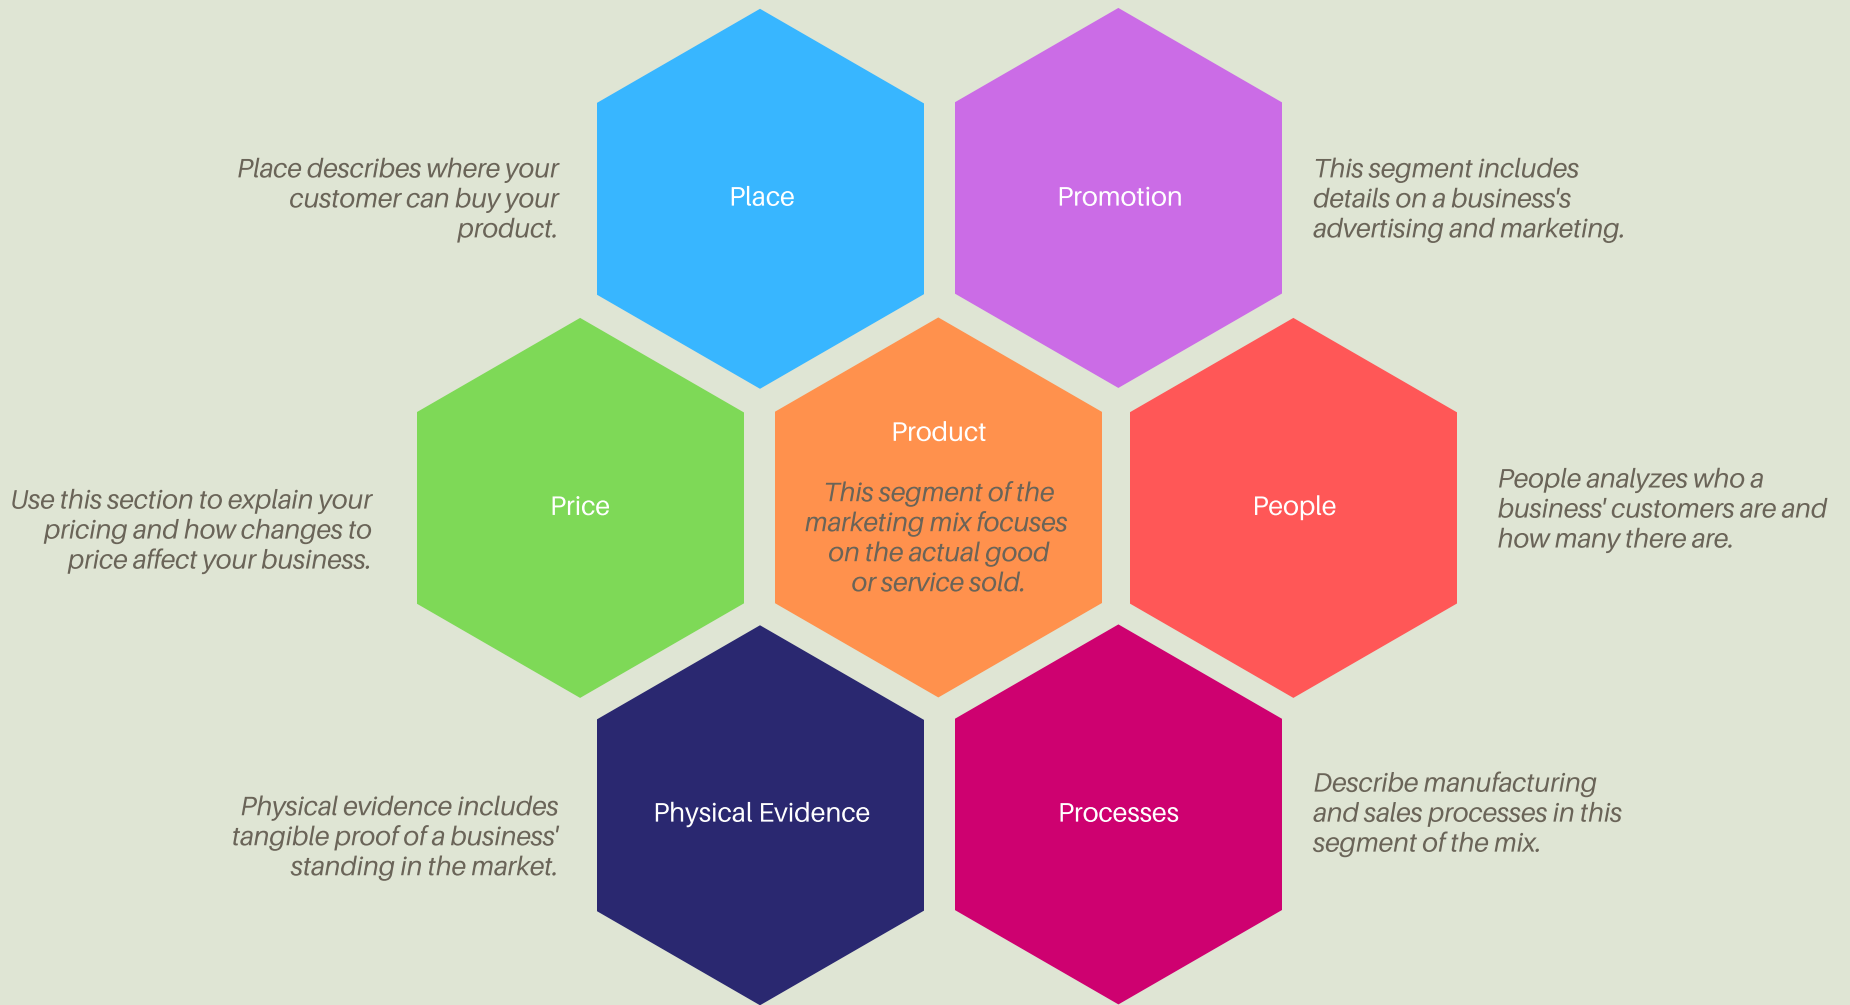 Place describes where your
customer can buy your
product.
Place
Promotion
This segment includes
details on a business's
advertising and marketing.
Use this section to explain your
pricing and how changes to
price affect your business.
Price
Product
This segment of the
marketing mix focuses
on the actual good
or service sold.
People
People analyzes who a
business' customers are and
how many there are.
Physical evidence includes
tangible proof of a business'
standing in the market.
Physical Evidence
Processes
Describe manufacturing
and sales processes in this
segment of the mix.